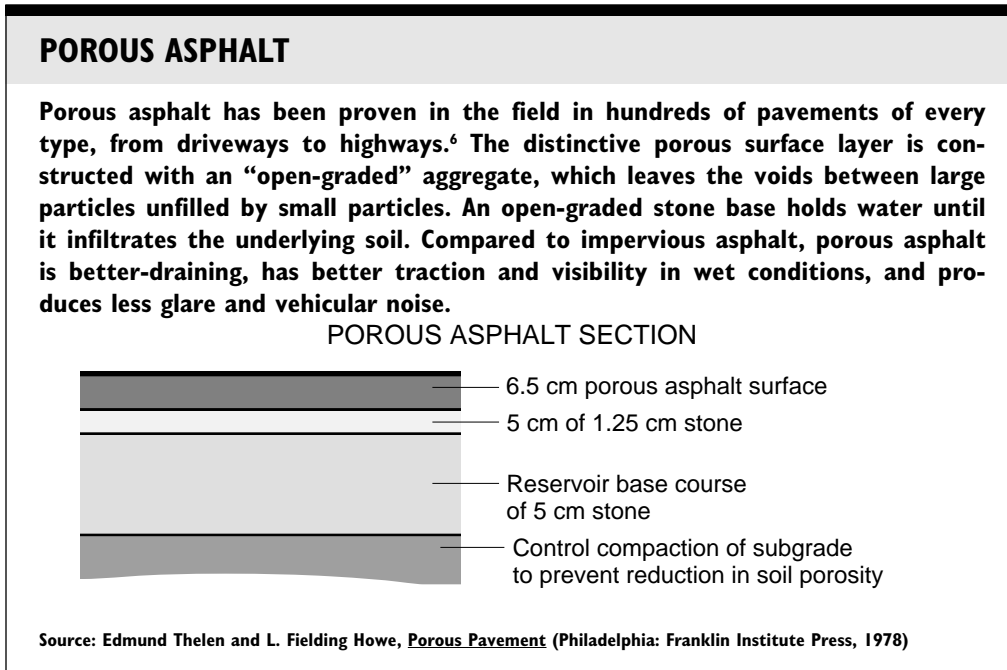 POROUS ASPHALT
Porous asphalt has been proven in the field in hundreds of pavements of every
type, from driveways to highways.⁶ The distinctive porous surface layer is con-
structed with an “open-graded” aggregate, which leaves the voids between large
particles unfilled by small particles. An open-graded stone base holds water until
it infiltrates the underlying soil. Compared to impervious asphalt, porous asphalt
is better-draining, has better traction and visibility in wet conditions, and pro-
duces less glare and vehicular noise.
POROUS ASPHALT SECTION
6.5 cm porous asphalt surface
5 cm of 1.25 cm stone
Reservoir base course
of 5 cm stone
Control compaction of subgrade
to prevent reduction in soil porosity
Source: Edmund Thelen and L. Fielding Howe, Porous Pavement (Philadelphia: Franklin Institute Press, 1978)